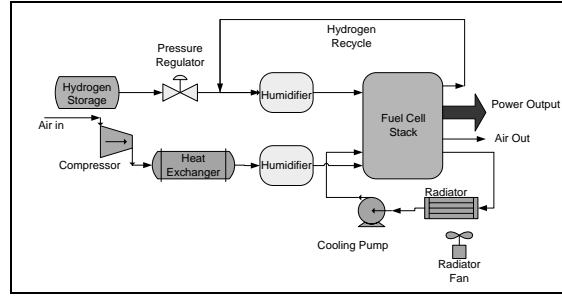 Hydrogen
Recycle
Pressure
Regulator
Hydrogen
Storage
Humidifier
Fuel Cell
Stack
Power Output
Air in
Air Out
Compressor
Heat
Exchanger
Humidifier
Radiator
Cooling Pump
Radiator
Fan